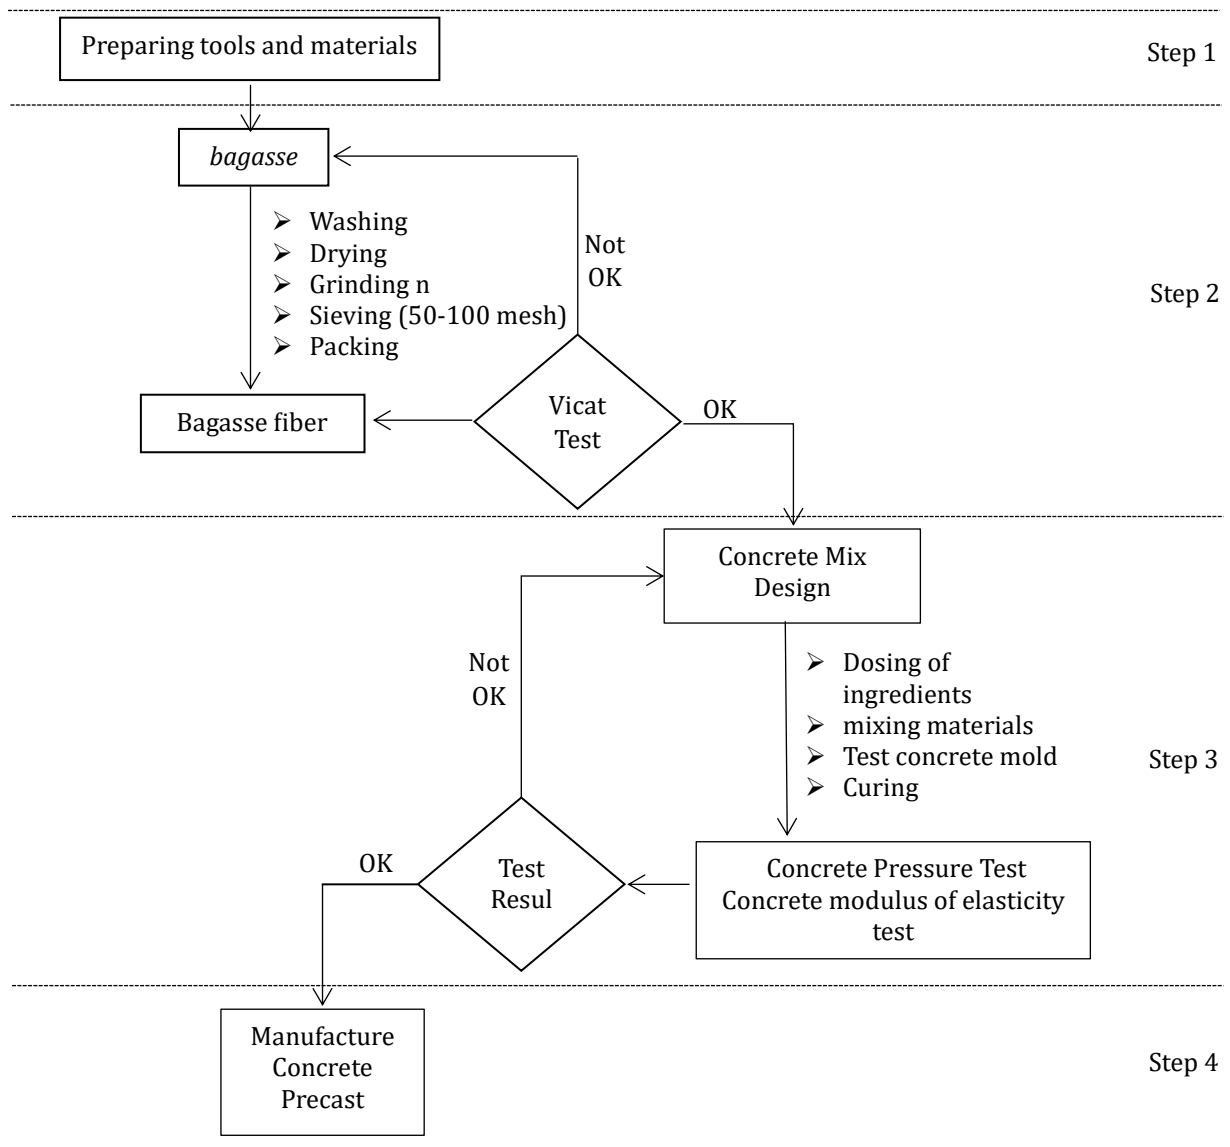 Preparing tools and materials
Step 1
bagasse
➢ Washing
➢ Drying
➢ Grinding n
➢ Sieving (50-100 mesh)
➢ Packing
Not
OK
Step 2
Bagasse fiber
Vicat
Test
OK
Concrete Mix
Design
Not
OK
➢ Dosing of
ingredients
➢ mixing materials
➢ Test concrete mold
➢ Curing
Step 3
OK
Test
Resul
Concrete Pressure Test
Concrete modulus of elasticity
test
Manufacture
Concrete
Precast
Step 4